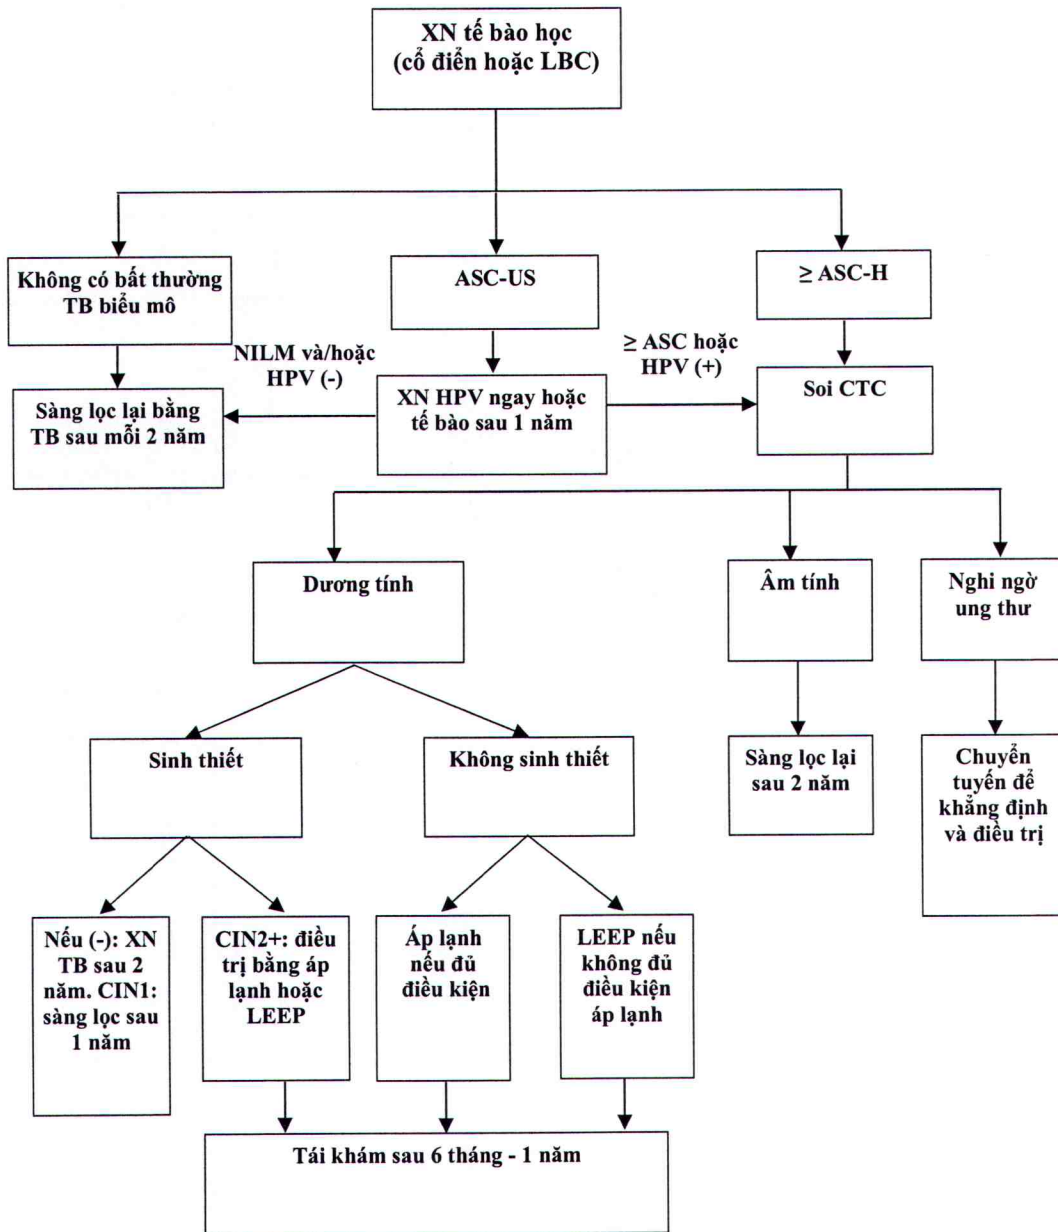 XN tế bào học
(cổ điển hoặc LBC)
Không có bất thường
TB biểu mô
ASC-US
≥ ASC-H
NILM và/hoặc
HPV (-)
≥ ASC hoặc
HPV (+)
Sàng lọc lại bằng
TB sau mỗi 2 năm
XN HPV ngay hoặc
tế bào sau 1 năm
Soi CTC
Dương tính
Âm tính
Nghi ngờ
ung thư
Sinh thiết
Không sinh thiết
Sàng lọc lại
sau 2 năm
Chuyển
tuyến để
khẳng định
và điều trị
Nếu (-): XN
TB sau 2
năm. CIN1:
sàng lọc sau
1 năm
CIN2+: điều
trị bằng áp
lạnh hoặc
LEEP
Áp lạnh
nếu đủ
điều kiện
LEEP nếu
không đủ
điều kiện
áp lạnh
Tái khám sau 6 tháng - 1 năm